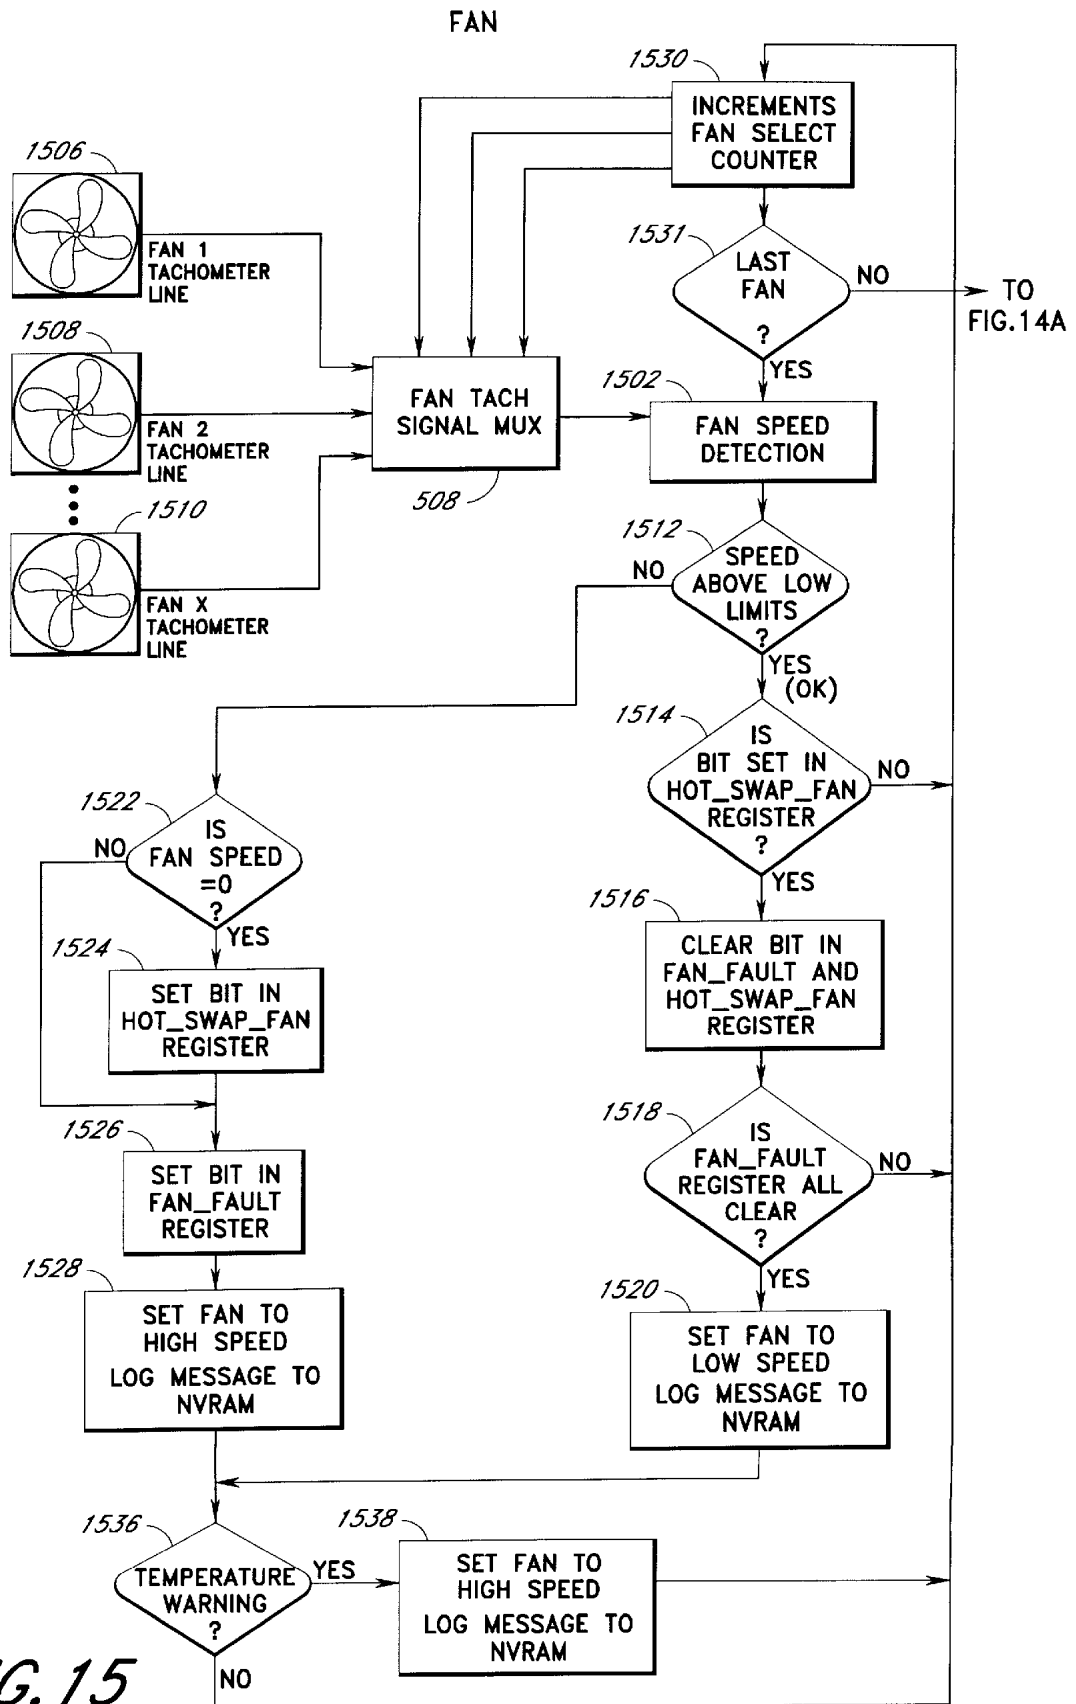 FAN
1530
INCREMENTS
FAN SELECT
COUNTER
1506
FAN 1
TACHOMETER
LINE
1531
LAST
FAN
?
NO
TO
FIG.14A
YES
1508
FAN 2
TACHOMETER
LINE
FAN TACH
SIGNAL MUX
508
1502
FAN SPEED
DETECTION
1510
FAN X
TACHOMETER
LINE
1512
SPEED
ABOVE LOW
LIMITS
?
NO
YES
(OK)
1514
IS
BIT SET IN
HOT_SWAP_FAN
REGISTER
?
NO
YES
1522
IS
FAN SPEED
=0
?
NO
YES
1516
CLEAR BIT IN
FAN_FAULT AND
HOT_SWAP_FAN
REGISTER
1524
SET BIT IN
HOT_SWAP_FAN
REGISTER
1518
IS
FAN_FAULT
REGISTER ALL
CLEAR
?
NO
YES
1526
SET BIT IN
FAN_FAULT
REGISTER
1528
SET FAN TO
HIGH SPEED
LOG MESSAGE TO
NVRAM
1520
SET FAN TO
LOW SPEED
LOG MESSAGE TO
NVRAM
1536
TEMPERATURE
WARNING
?
YES
NO
1538
SET FAN TO
HIGH SPEED
LOG MESSAGE TO
NVRAM
G.15